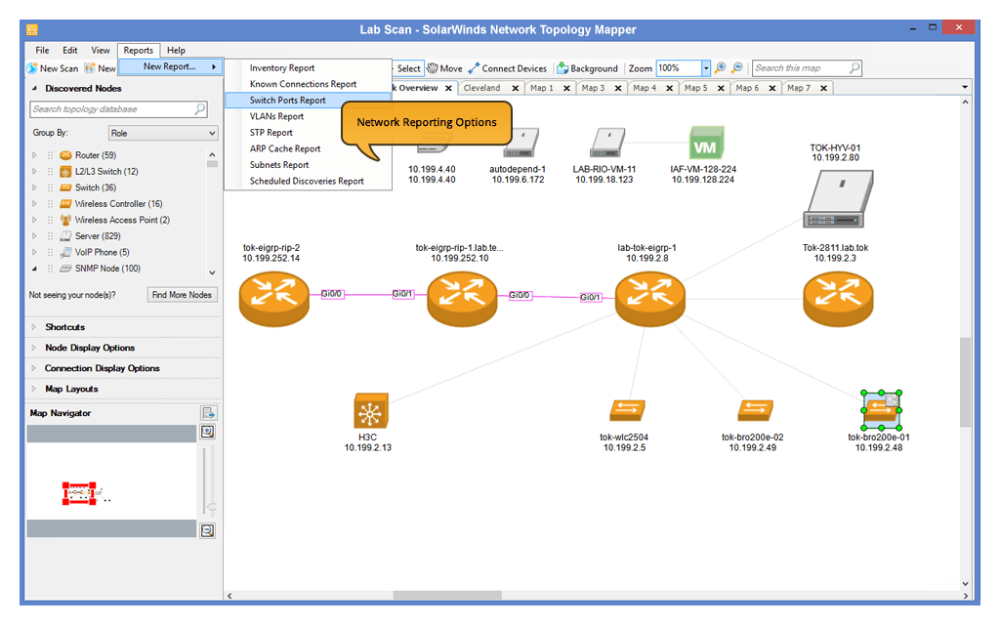 Lab Scan - SolarWinds Network Topology Mapper
File Edit View Reports Help
New Scan New Select Move Connect Devices Background Zoom 100% Search this map
New Report...
Inventory Report
Known Connections Report
Switch Ports Report
VLANs Report
STP Report
ARP Cache Report
Subnets Report
Scheduled Discoveries Report
Network Reporting Options
k Overview Cleveland Map 1 Map 3 Map 4 Map 5 Map 6 Map 7
Discovered Nodes
Search topology database
Group By: Role
Router (59)
L2/L3 Switch (12)
Switch (36)
Wireless Controller (16)
Wireless Access Point (2)
Server (829)
VoIP Phone (5)
SNMP Node (100)
Not seeing your node(s)? Find More Nodes
Shortcuts
Node Display Options
Connection Display Options
Map Layouts
Map Navigator
10.199.4.40
10.199.4.40
autodepend-1
10.199.6.172
LAB-RIO-VM-11
10.199.18.123
VM
IAF-VM-128-224
10.199.128.224
TOK-HYV-01
10.199.2.80
tok-eigrp-rip-2
10.199.252.14
tok-eigrp-rip-1.lab.te...
10.199.252.10
lab-tok-eigrp-1
10.199.2.8
Tok-2811.lab.tok
10.199.2.3
Gi0/0 Gi0/1 Gi0/0 Gi0/1
H3C
10.199.2.13
tok-wlc2504
10.199.2.5
tok-bro200e-02
10.199.2.49
tok-bro200e-01
10.199.2.48